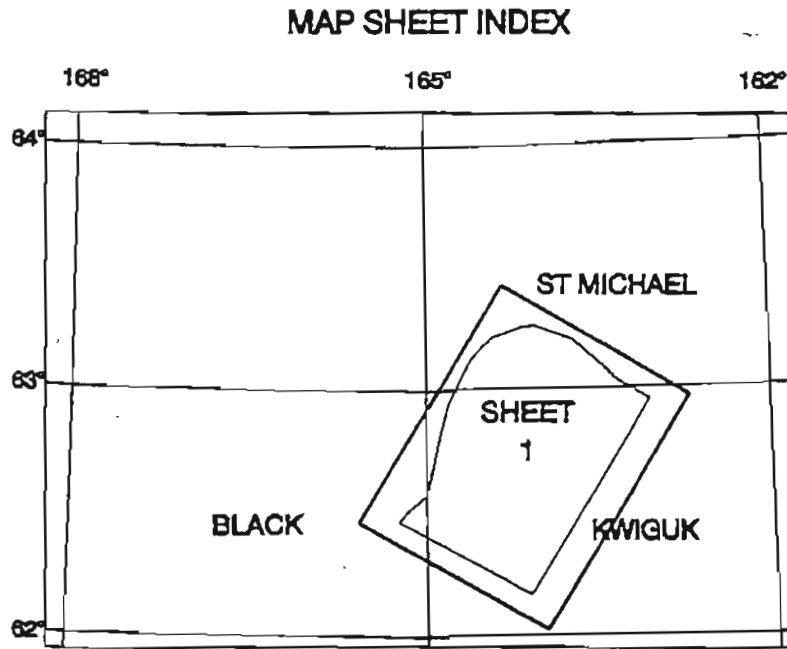 MAP SHEET INDEX
168° 165° 162°
64°
ST MICHAEL
63°
SHEET
1
BLACK KWIGUK
62°